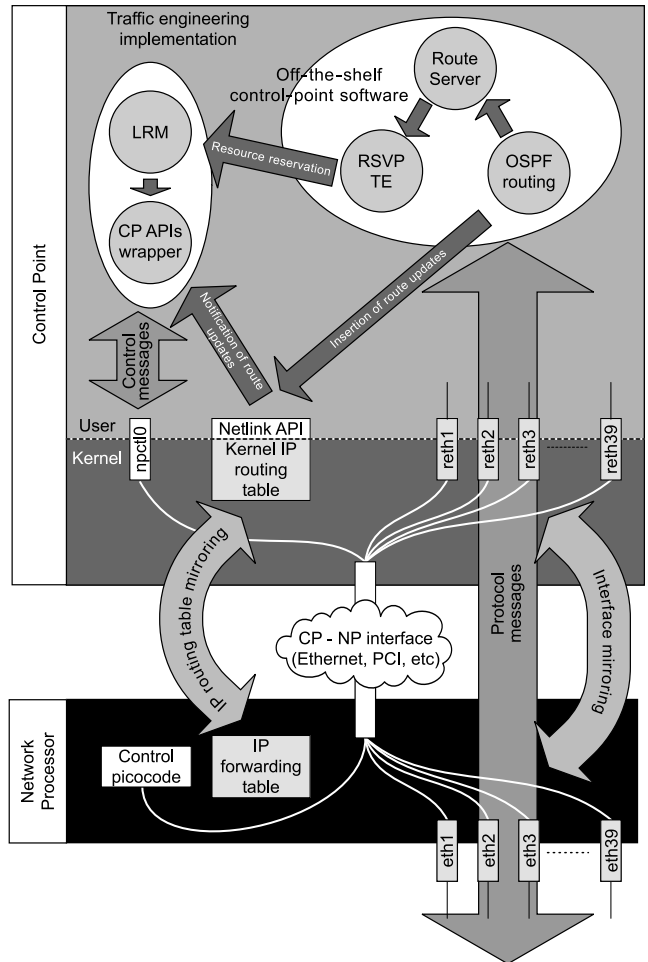 Traffic engineering
implementation
Off-the-shelf
control-point software
Route
Server
LRM
Resource reservation
RSVP
TE
OSPF
routing
CP APIs
wrapper
Control Point
Notification of route
updates
Insertion of route updates
Control
messages
User
Kernel
npctl0
Netlink API
Kernel IP
routing
table
reth1
reth2
reth3
reth39
IP routing table mirroring
CP - NP interface
(Ethernet, PCI, etc)
Protocol
messages
Interface mirroring
Network
Processor
Control
picocode
IP
forwarding
table
eth1
eth2
eth3
eth39